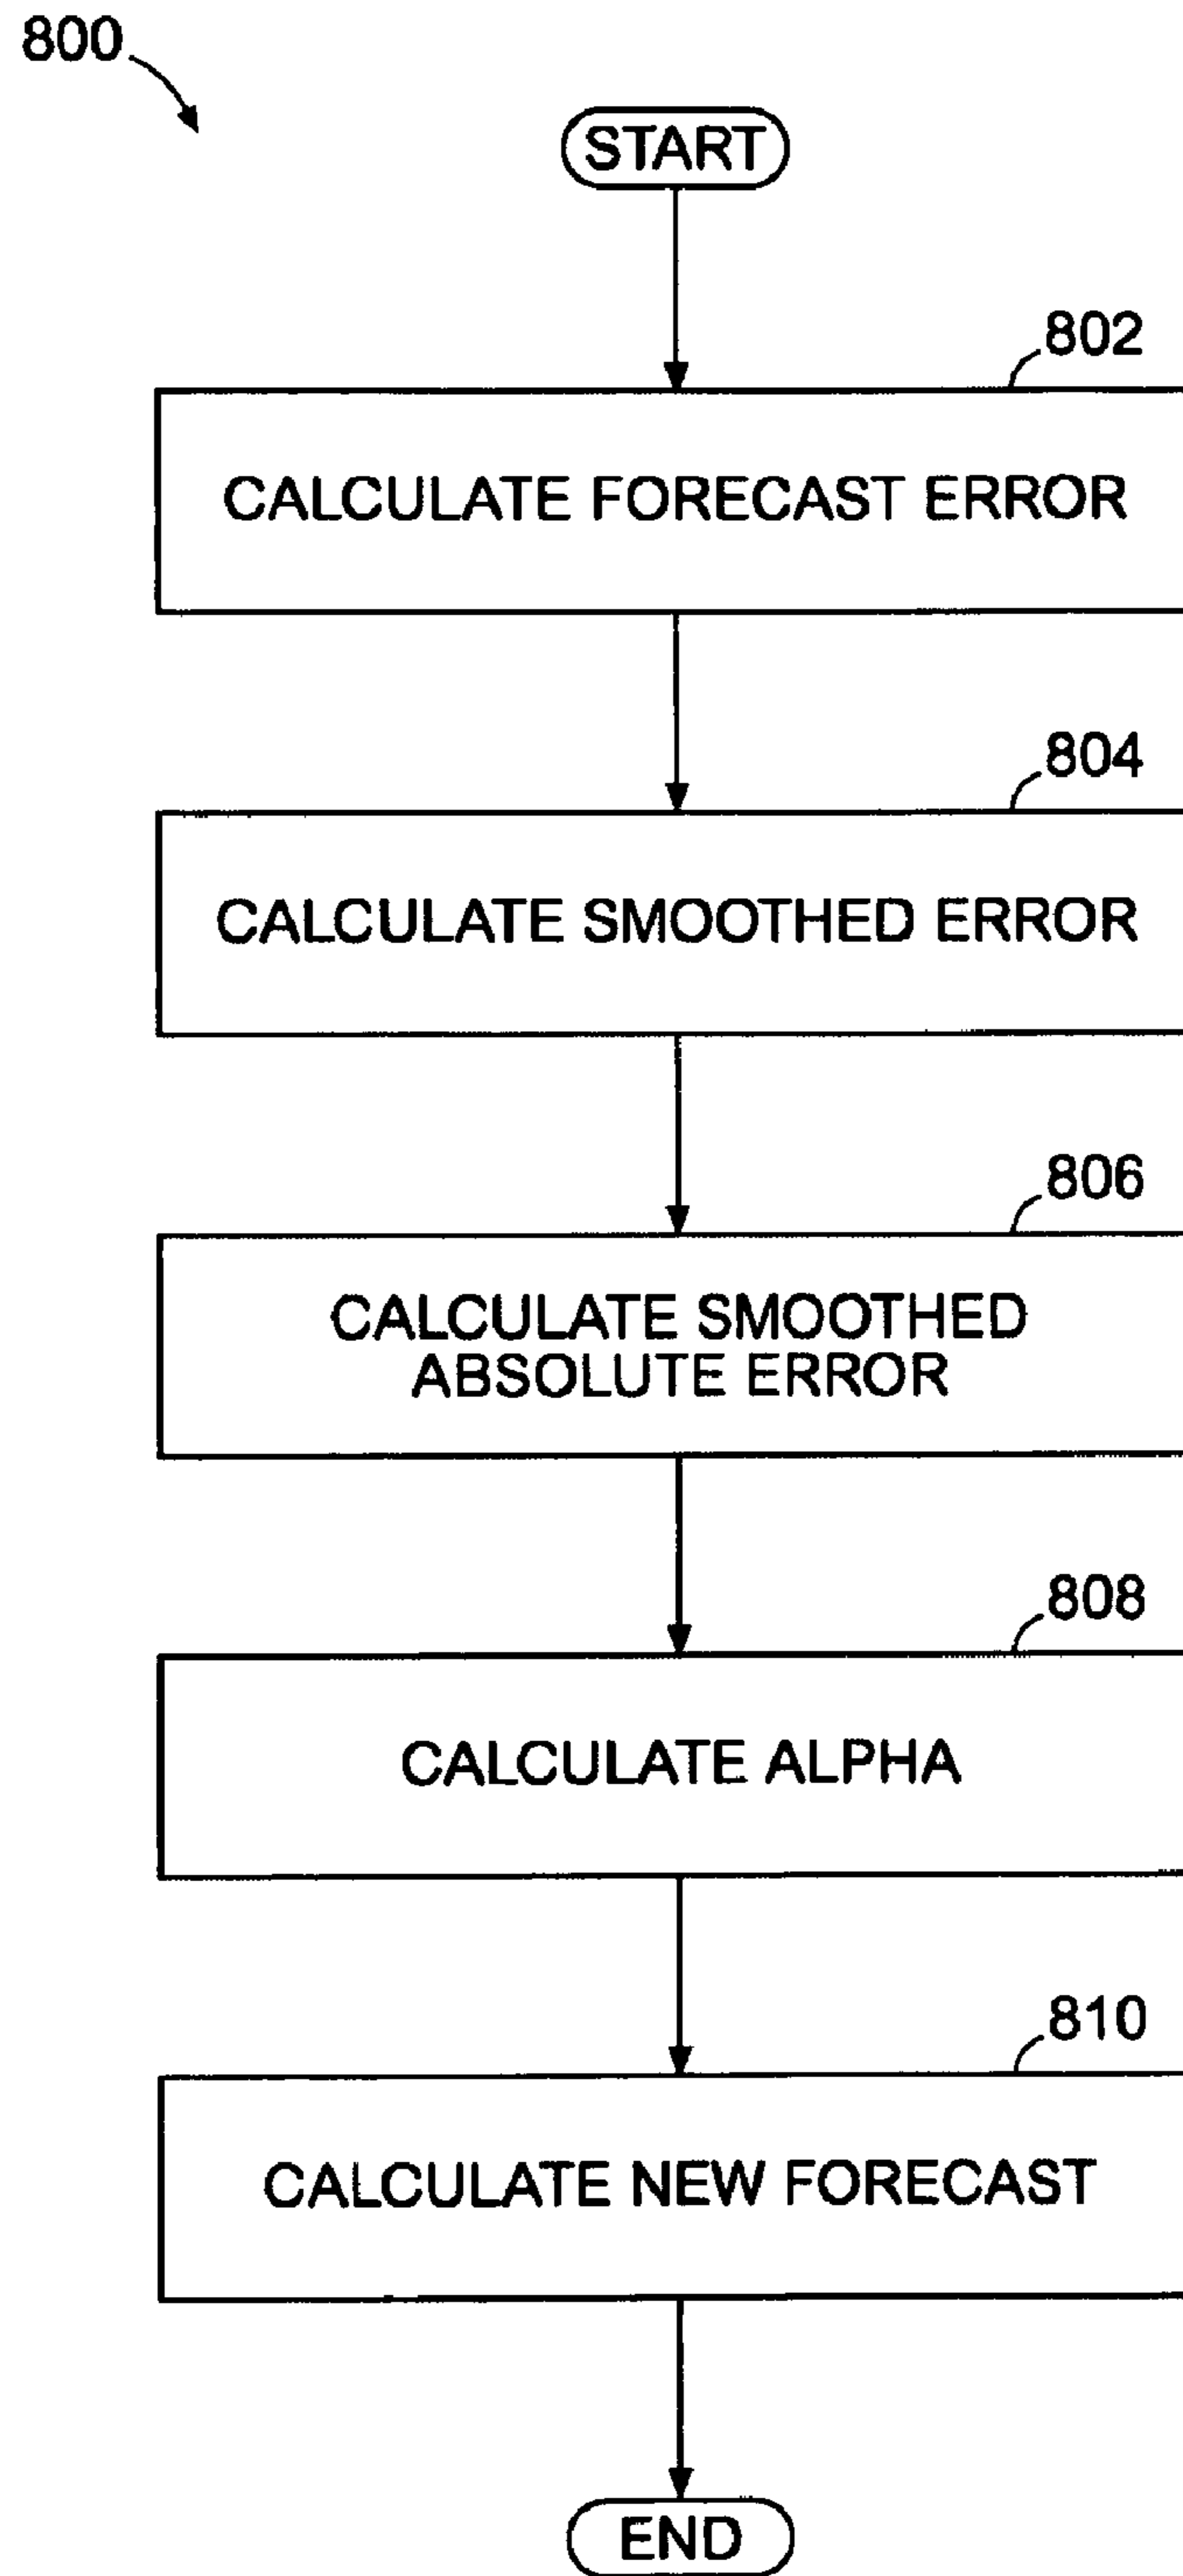 800
START
802
CALCULATE FORECAST ERROR
804
CALCULATE SMOOTHED ERROR
806
CALCULATE SMOOTHED
ABSOLUTE ERROR
808
CALCULATE ALPHA
810
CALCULATE NEW FORECAST
END